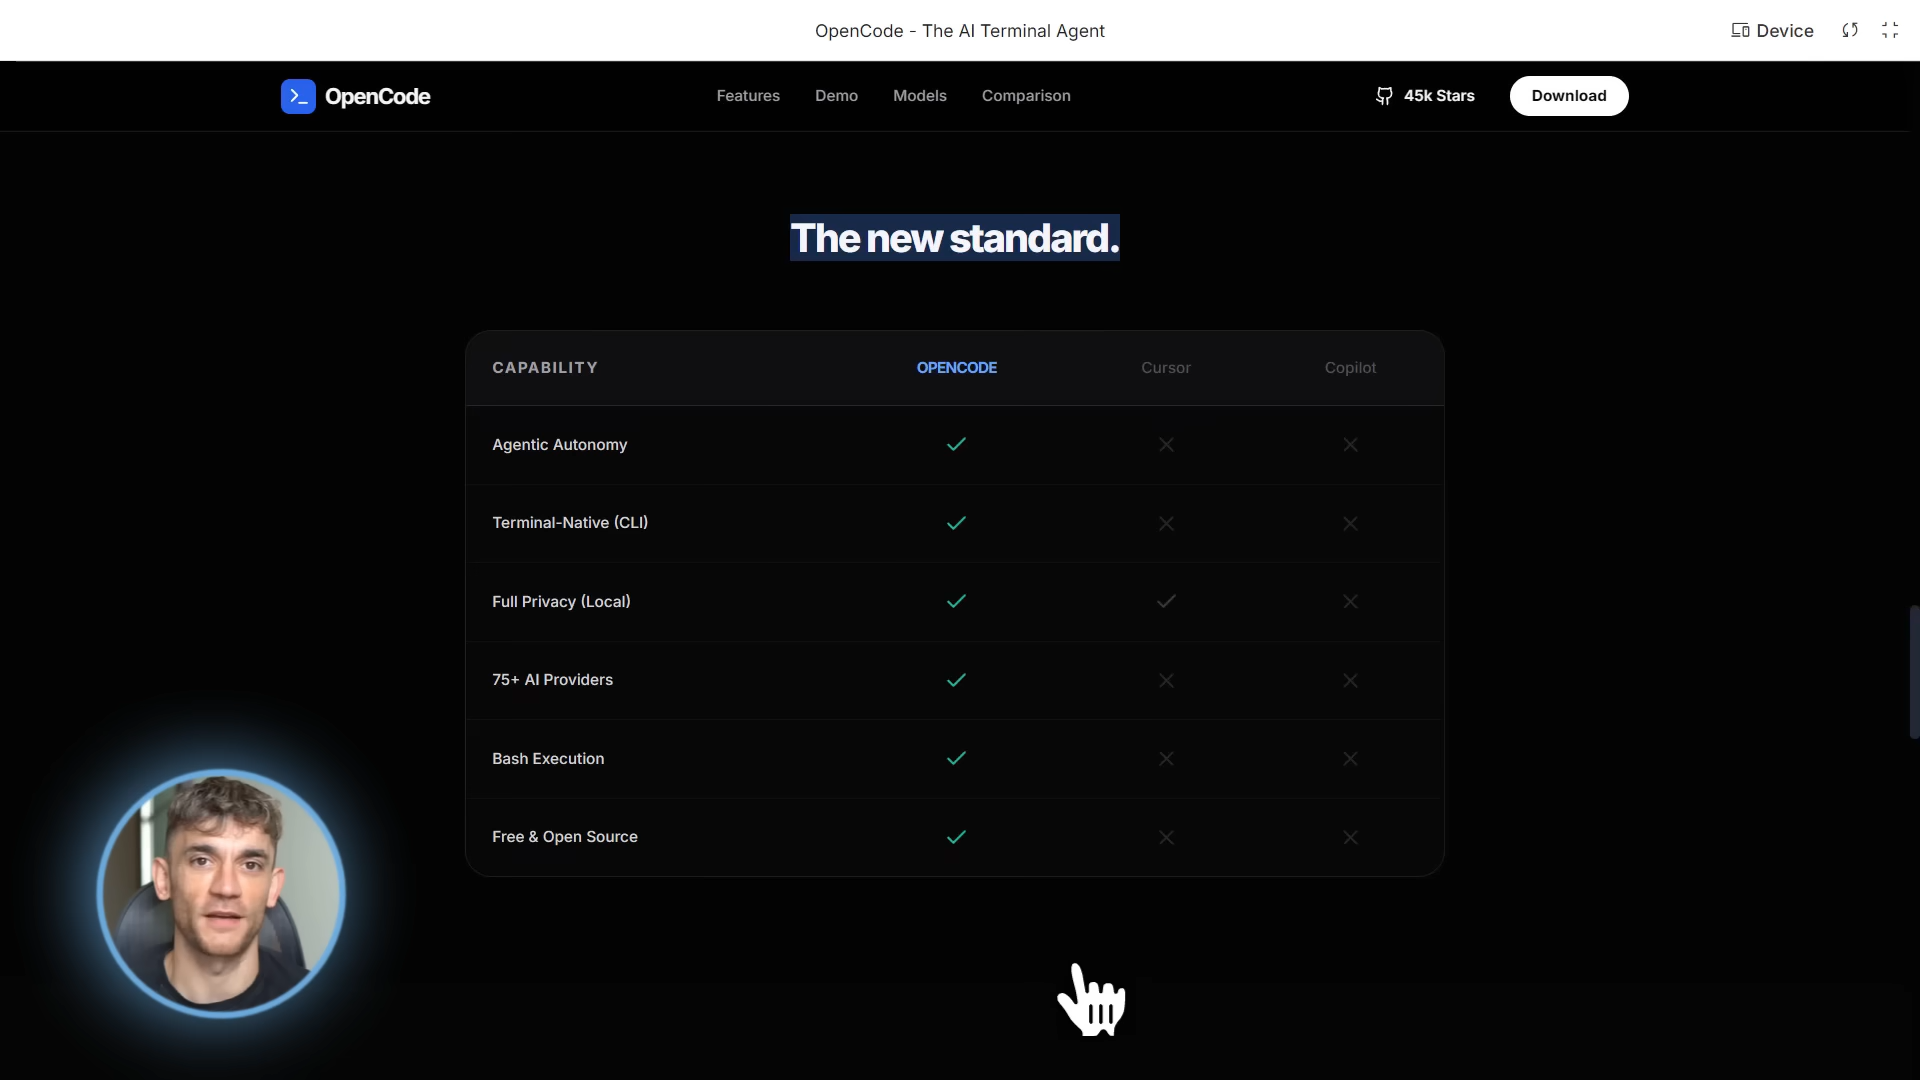 OpenCode - The AI Terminal Agent
Device
OpenCode
Features
Demo
Models
Comparison
45k Stars
Download
The new standard.
CAPABILITY OPENCODE Cursor Copilot
Agentic Autonomy
Terminal-Native (CLI)
Full Privacy (Local)
75+ AI Providers
Bash Execution
Free & Open Source